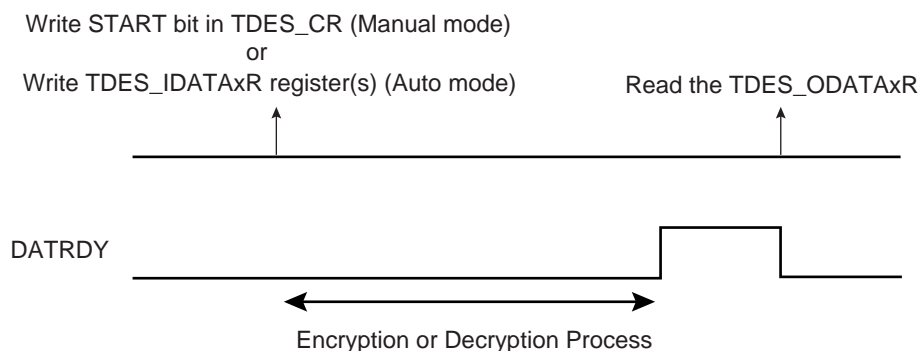 Write START bit in TDES_CR (Manual mode)
or
Write TDES_IDATAxR register(s) (Auto mode)
Read the TDES_ODATAxR
DATRDY
Encryption or Decryption Process